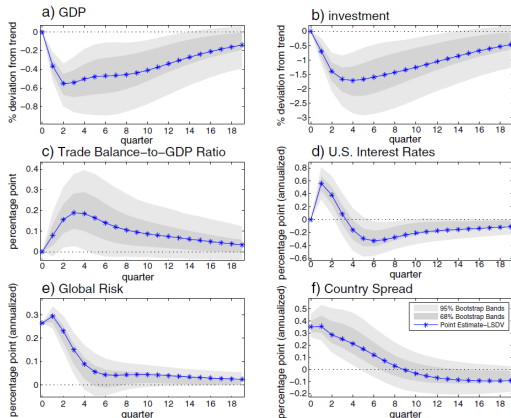 a) GDP
% deviation from trend
0
−0.2
−0.4
−0.6
−0.8
0 2 4 6 8 10 12 14 16 18
quarter
b) investment
% deviation from trend
0
−0.5
−1
−1.5
−2
−2.5
−3
0 2 4 6 8 10 12 14 16 18
quarter
c) Trade Balance−to−GDP Ratio
percentage point
0.4
0.3
0.2
0.1
0
0 2 4 6 8 10 12 14 16 18
quarter
d) U.S. Interest Rates
percentage point (annualized)
0.8
0.6
0.4
0.2
0
−0.2
−0.4
−0.6
0 2 4 6 8 10 12 14 16 18
quarter
e) Global Risk
percentage point (annualized)
0.3
0.2
0.1
0
0 2 4 6 8 10 12 14 16 18
quarter
f) Country Spread
percentage point (annualized)
0.5
0.4
0.3
0.2
0.1
0
−0.1
−0.2
0 2 4 6 8 10 12 14 16 18
quarter
95% Bootstrap Bands
68% Bootstrap Bands
Point Estimate−LSDV